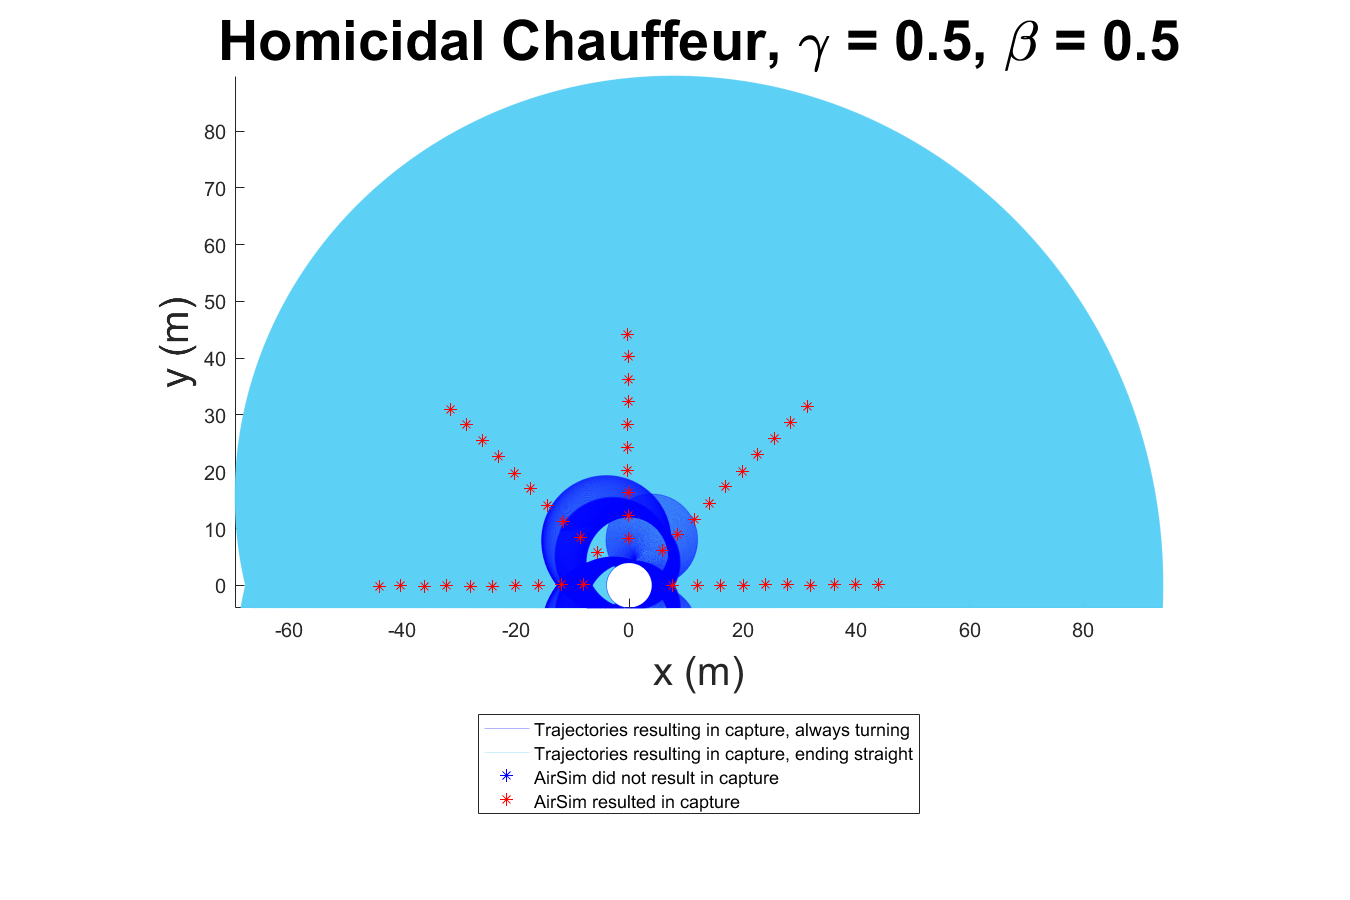 Homicidal Chauffeur, γ = 0.5, β = 0.5
y (m)
80
70
60
50
40
30
20
10
0
-60 -40 -20 0 20 40 60 80
x (m)
Trajectories resulting in capture, always turning
Trajectories resulting in capture, ending straight
AirSim did not result in capture
AirSim resulted in capture